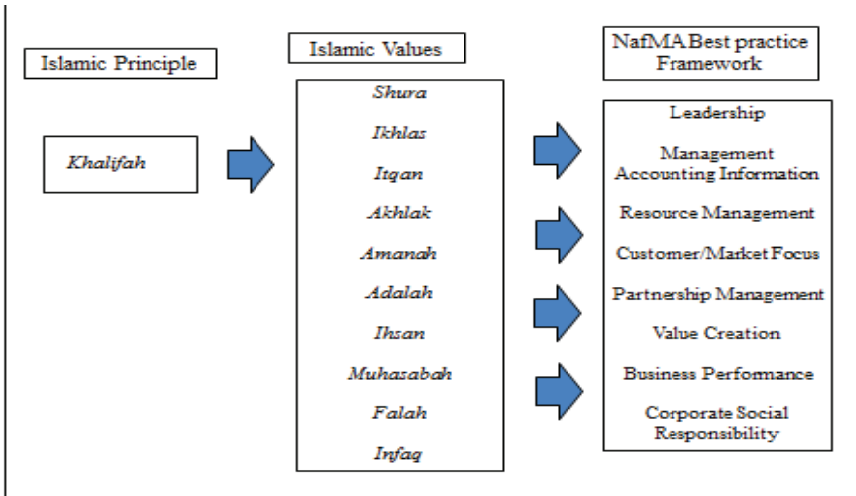 Islamic Principle
Khalifah
Islamic Values
Shura
Ikhlas
Itqan
Akhlak
Amanah
Adalah
Ihsan
Muhasabah
Falah
Infaq
NafMA Best practice
Framework
Leadership
Management
Accounting Information
Resource Management
Customer/Market Focus
Partnership Management
Value Creation
Business Performance
Corporate Social
Responsibility